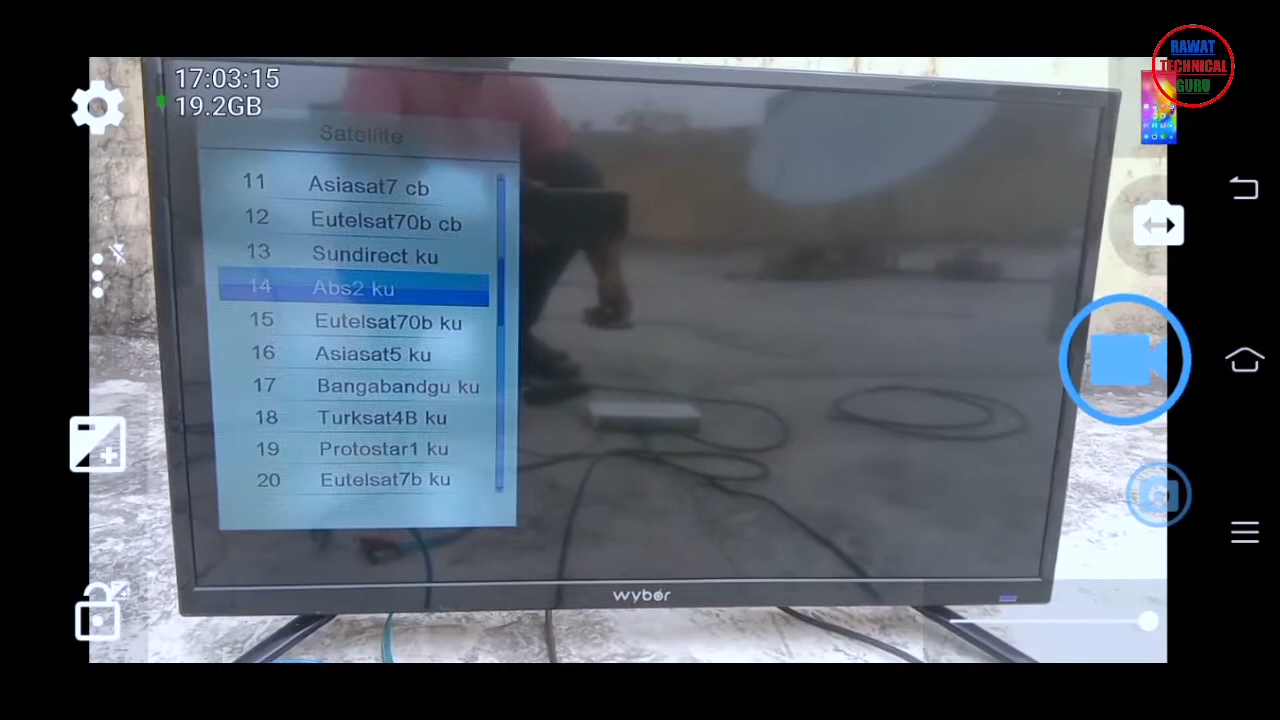 RAWAT
TECHNICAL
GURU
17:03:15
19.2GB
Satellite
11 Asiasat7 cb
12 Eutelsat70b cb
13 Sundirect ku
14 Abs2 ku
15 Eutelsat70b ku
16 Asiasat5 ku
17 Bangabandgu ku
18 Turksat4B ku
19 Protostar1 ku
20 Eutelsat7b ku
wybor